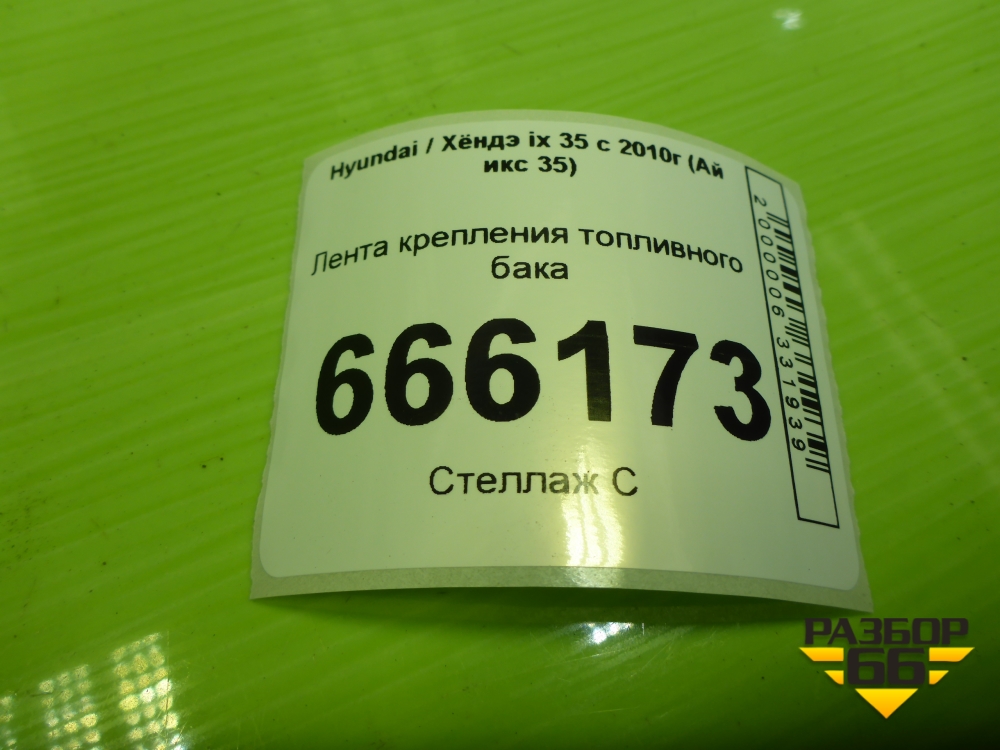 Hyundai / Хёндэ ix 35 с 2010г (Ай
икс 35)
Лента крепления топливного
бака
666173
Стеллаж С
2000006331939
РАЗБОР
66